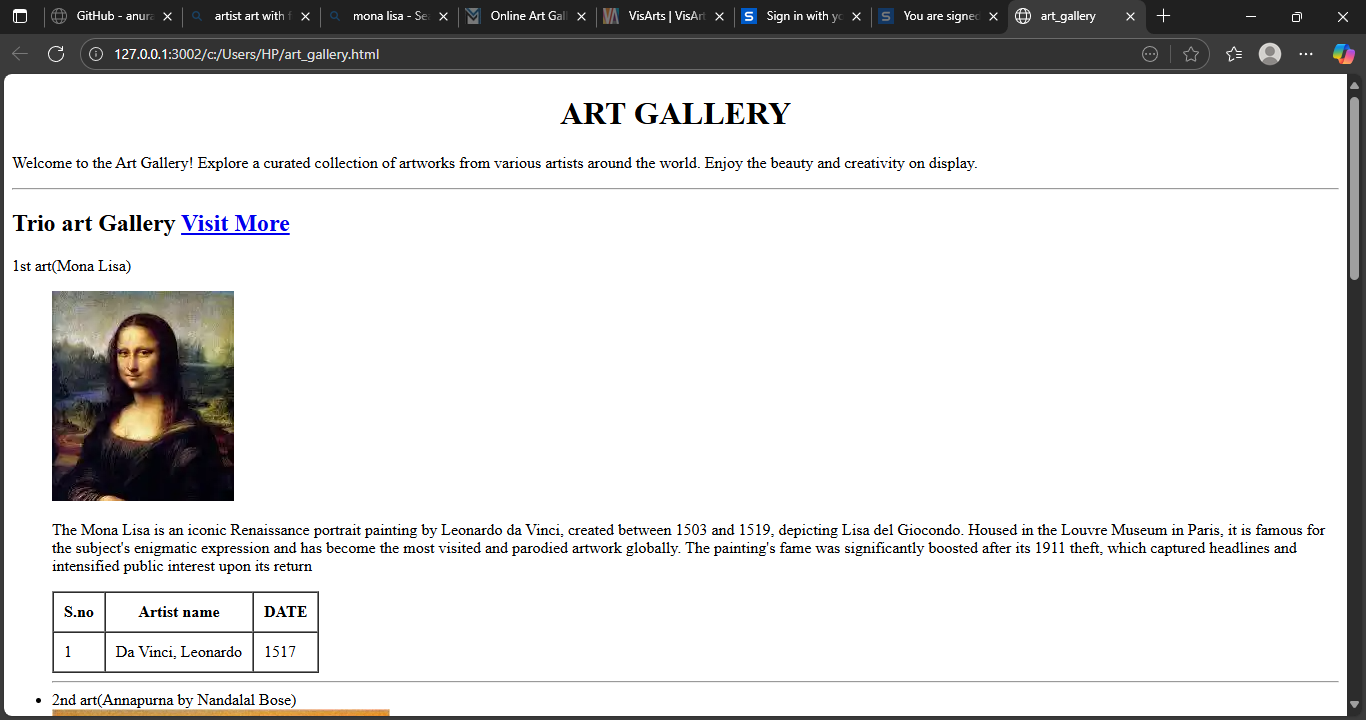 GitHub - anura
artist art with f
mona lisa - Se
Online Art Gall
VisArts | VisArt
Sign in with yo
You are signed
art_gallery
127.0.0.1:3002/c:/Users/HP/art_gallery.html
ART GALLERY
Welcome to the Art Gallery! Explore a curated collection of artworks from various artists around the world. Enjoy the beauty and creativity on display.
Trio art Gallery Visit More
1st art(Mona Lisa)
The Mona Lisa is an iconic Renaissance portrait painting by Leonardo da Vinci, created between 1503 and 1519, depicting Lisa del Giocondo. Housed in the Louvre Museum in Paris, it is famous for
the subject's enigmatic expression and has become the most visited and parodied artwork globally. The painting's fame was significantly boosted after its 1911 theft, which captured headlines and
intensified public interest upon its return
S.no Artist name DATE
1 Da Vinci, Leonardo 1517
• 2nd art(Annapurna by Nandalal Bose)